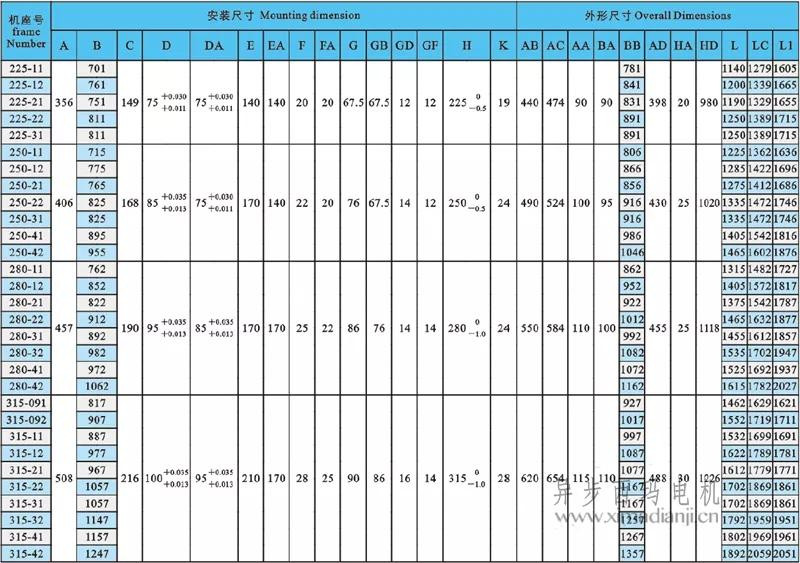 机座号 安装尺寸 Mounting dimension 外形尺寸 Overall Dimensions
frame
Number A B C D DA E EA F FA G GB GD GF H K AB AC AA BA BB AD HA HD L LC L1
225-11 701 781 1140 1279 1605
225-12 761 841 1200 1339 1665
225-21 356 751 149 75 +0.030 +0.011 75 +0.030 +0.011 140 140 20 20 67.5 67.5 12 12 225 0 -0.5 19 440 474 90 90 831 398 20 980 1190 1329 1655
225-22 811 891 1250 1389 1715
225-31 811 891 1250 1389 1715
250-11 715 806 1225 1362 1636
250-12 775 866 1285 1422 1696
250-21 765 856 1275 1412 1686
250-22 406 825 168 85 +0.035 +0.013 75 +0.030 +0.011 170 140 22 20 76 67.5 14 12 250 0 -0.5 24 490 524 100 95 916 430 25 1020 1335 1472 1746
250-31 825 916 1335 1472 1746
250-41 895 986 1405 1542 1816
250-42 955 1046 1465 1602 1876
280-11 762 862 1315 1482 1727
280-12 852 952 1405 1572 1817
280-21 822 922 1375 1542 1787
280-22 912 1012 1465 1632 1877
280-31 457 892 190 95 +0.035 +0.013 85 +0.035 +0.013 170 170 25 22 86 76 14 14 280 0 -1.0 24 550 584 110 100 992 455 25 1118 1455 1612 1857
280-32 982 1082 1535 1702 1947
280-41 972 1072 1525 1692 1937
280-42 1062 1162 1615 1782 2027
315-091 817 927 1462 1629 1621
315-092 907 1017 1552 1719 1711
315-11 887 997 1532 1699 1691
315-12 977 1087 1622 1789 1781
315-21 508 967 216 100 +0.035 +0.013 95 +0.035 +0.013 210 170 28 25 90 86 16 14 315 0 -1.0 28 620 654 115 110 1077 488 30 1226 1612 1779 1771
315-22 1057 1167 1702 1869 1861
315-31 1057 1167 1702 1869 1861
315-32 1147 1257 1792 1959 1951
315-41 1157 1267 1802 1969 1961
315-42 1247 1357 1892 2059 2051
异步西玛电机
www.ximadianji.cn